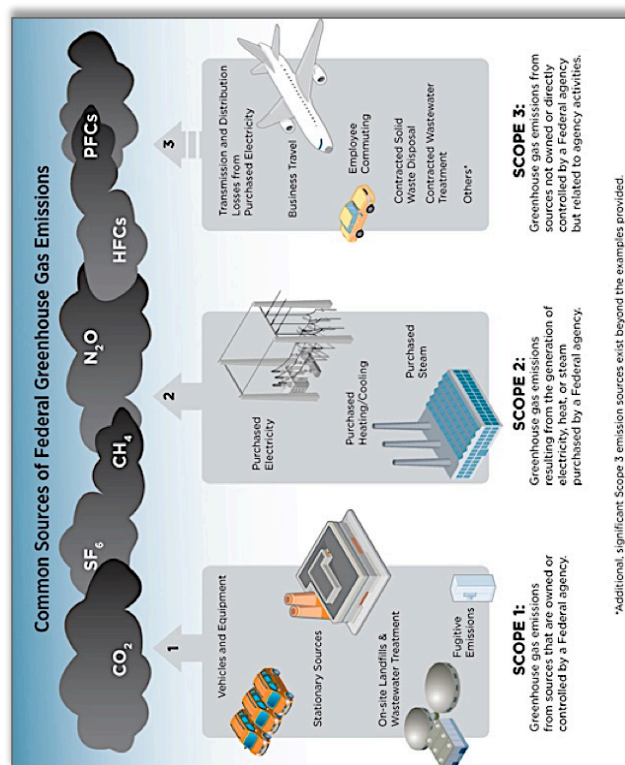 Common Sources of Federal Greenhouse Gas Emissions
CO₂
SF₆
CH₄
N₂O
HFCs
PFCs
1
Vehicles and Equipment
Stationary Sources
On-site Landfills &
Wastewater Treatment
Fugitive
Emissions
SCOPE 1:
Greenhouse gas emissions
from sources that are owned or
controlled by a Federal agency.
2
Purchased
Electricity
Purchased
Heating/Cooling
Purchased
Steam
SCOPE 2:
Greenhouse gas emissions
resulting from the generation of
electricity, heat, or steam
purchased by a Federal agency.
3
Transmission and Distribution
Losses from
Purchased Electricity
Business Travel
Employee
Commuting
Contracted Solid
Waste Disposal
Contracted Wastewater
Treatment
Others*
SCOPE 3:
Greenhouse gas emissions from
sources not owned or directly
controlled by a Federal agency
but related to agency activities.
*Additional, significant Scope 3 emission sources exist beyond the examples provided.